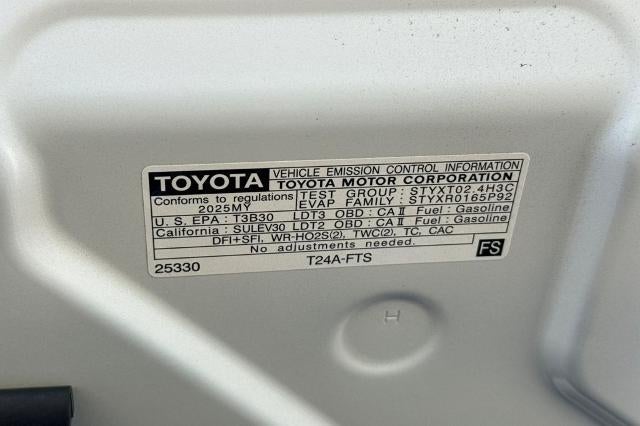 TOYOTA
VEHICLE EMISSION CONTROL INFORMATION
TOYOTA MOTOR CORPORATION
Conforms to regulations
2025MY
TEST GROUP : STYXT02.4H3C
EVAP FAMILY : STYXR0165P92
U.S. EPA : T3B30 LDT3 OBD : CA II Fuel : Gasoline
California : SULEV30 LDT2 OBD : CA II Fuel : Gasoline
DFI+SFI, WR-HO2S(2), TWC(2), TC, CAC
No adjustments needed.
FS
25330 T24A-FTS
H